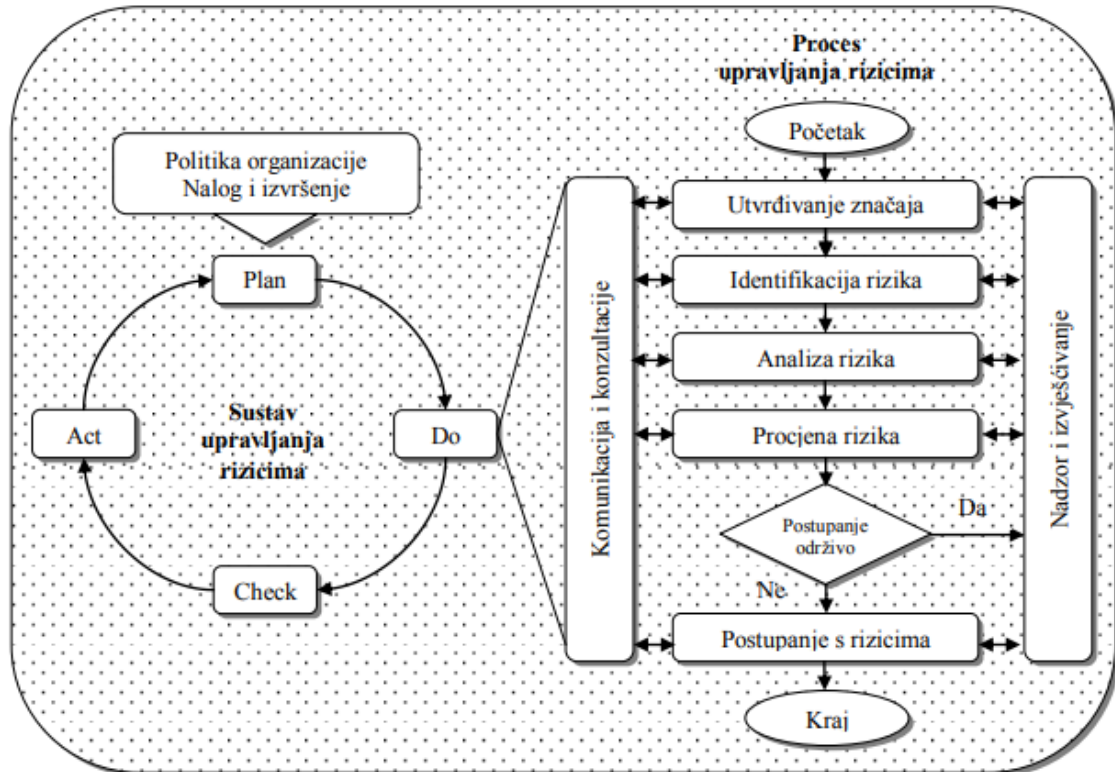 Proces
upravljanja rizicima
Početak
Politika organizacije
Nalog i izvršenje
Utvrđivanje značaja
Plan
Identifikacija rizika
Komunikacija i konzultacije
Nadzor i izvješćivanje
Analiza rizika
Act
Sustav
upravljanja
rizicima
Do
Procjena rizika
Postupanje
održivo
Da
Check
Ne
Postupanje s rizicima
Kraj